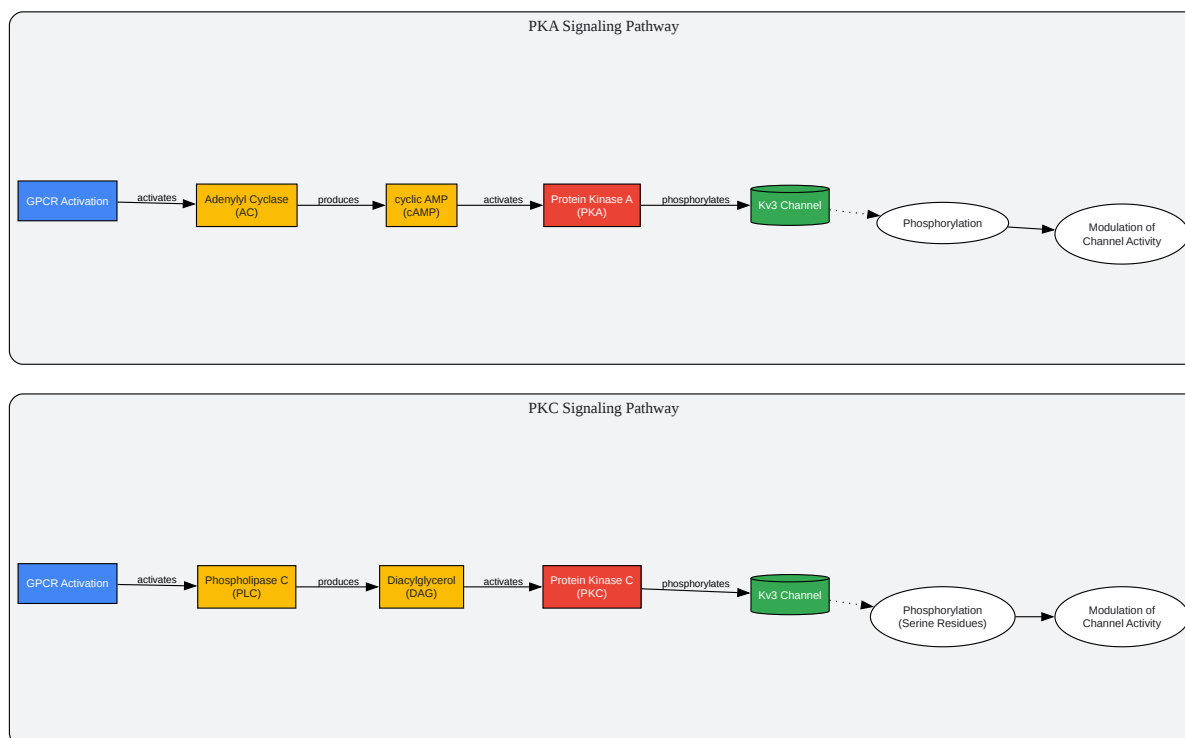 PKA Signaling Pathway
GPCR Activation
activates
Adenylyl Cyclase
(AC)
produces
cyclic AMP
(cAMP)
activates
Protein Kinase A
(PKA)
phosphorylates
Kv3 Channel
Phosphorylation
Modulation of
Channel Activity
PKC Signaling Pathway
GPCR Activation
activates
Phospholipase C
(PLC)
produces
Diacylglycerol
(DAG)
activates
Protein Kinase C
(PKC)
phosphorylates
Kv3 Channel
Phosphorylation
(Serine Residues)
Modulation of
Channel Activity